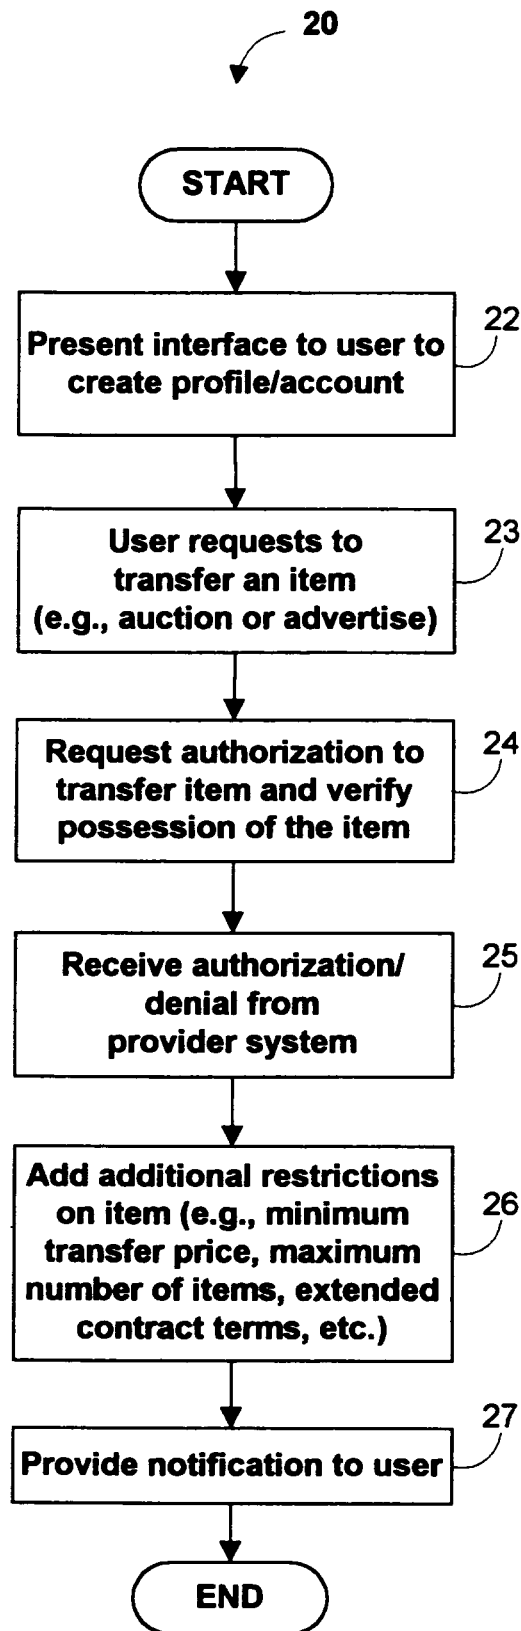 20
START
Present interface to user to
create profile/account
22
User requests to
transfer an item
(e.g., auction or advertise)
23
Request authorization to
transfer item and verify
possession of the item
24
Receive authorization/
denial from
provider system
25
Add additional restrictions
on item (e.g., minimum
transfer price, maximum
number of items, extended
contract terms, etc.)
26
Provide notification to user
27
END